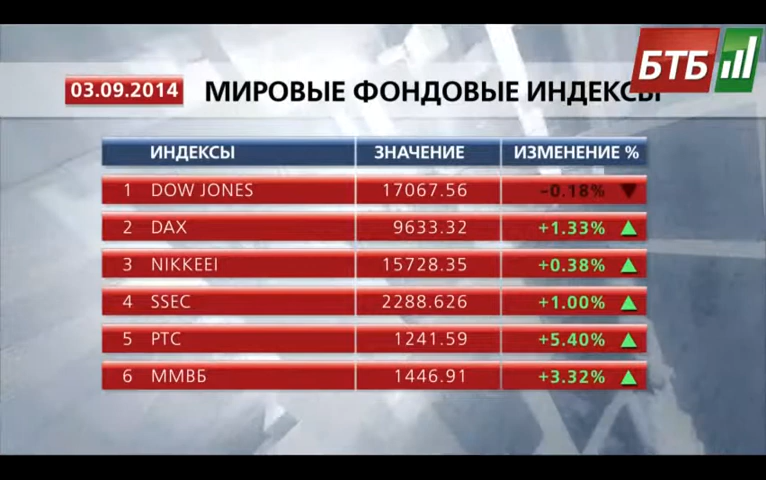 БТБ
03.09.2014 МИРОВЫЕ ФОНДОВЫЕ ИНДЕКСЫ
ИНДЕКСЫ ЗНАЧЕНИЕ ИЗМЕНЕНИЕ %
1 DOW JONES 17067.56 -0.18% ▼
2 DAX 9633.32 +1.33% ▲
3 NIKKEEI 15728.35 +0.38% ▲
4 SSEC 2288.626 +1.00% ▲
5 РТС 1241.59 +5.40% ▲
6 ММВБ 1446.91 +3.32% ▲